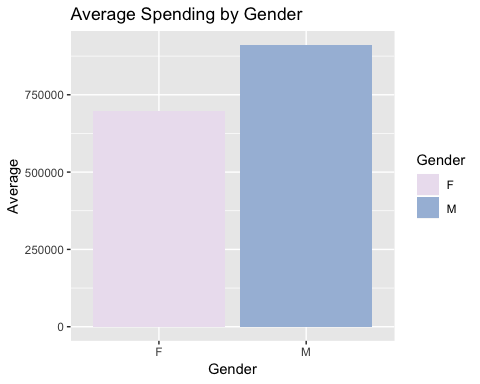 Average Spending by Gender
Average
750000
500000
250000
0
F
M
Gender
Gender
F
M